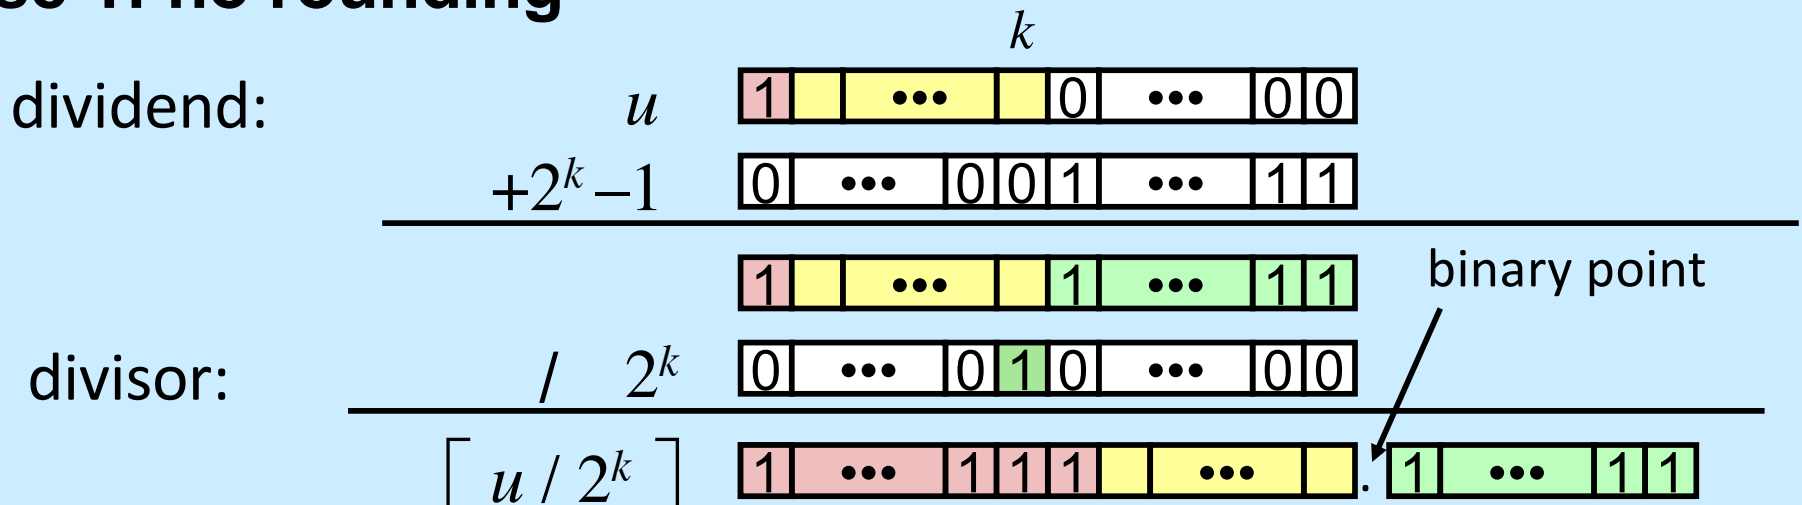 k
dividend: u 1 ••• 0 ••• 0 0
+2^k –1 0 ••• 0 0 1 ••• 1 1
1 ••• 1 ••• 1 1
binary point
divisor: / 2^k 0 ••• 0 1 0 ••• 0 0
⌈ u / 2^k ⌉ 1 ••• 1 1 1 ••• . 1 ••• 1 1